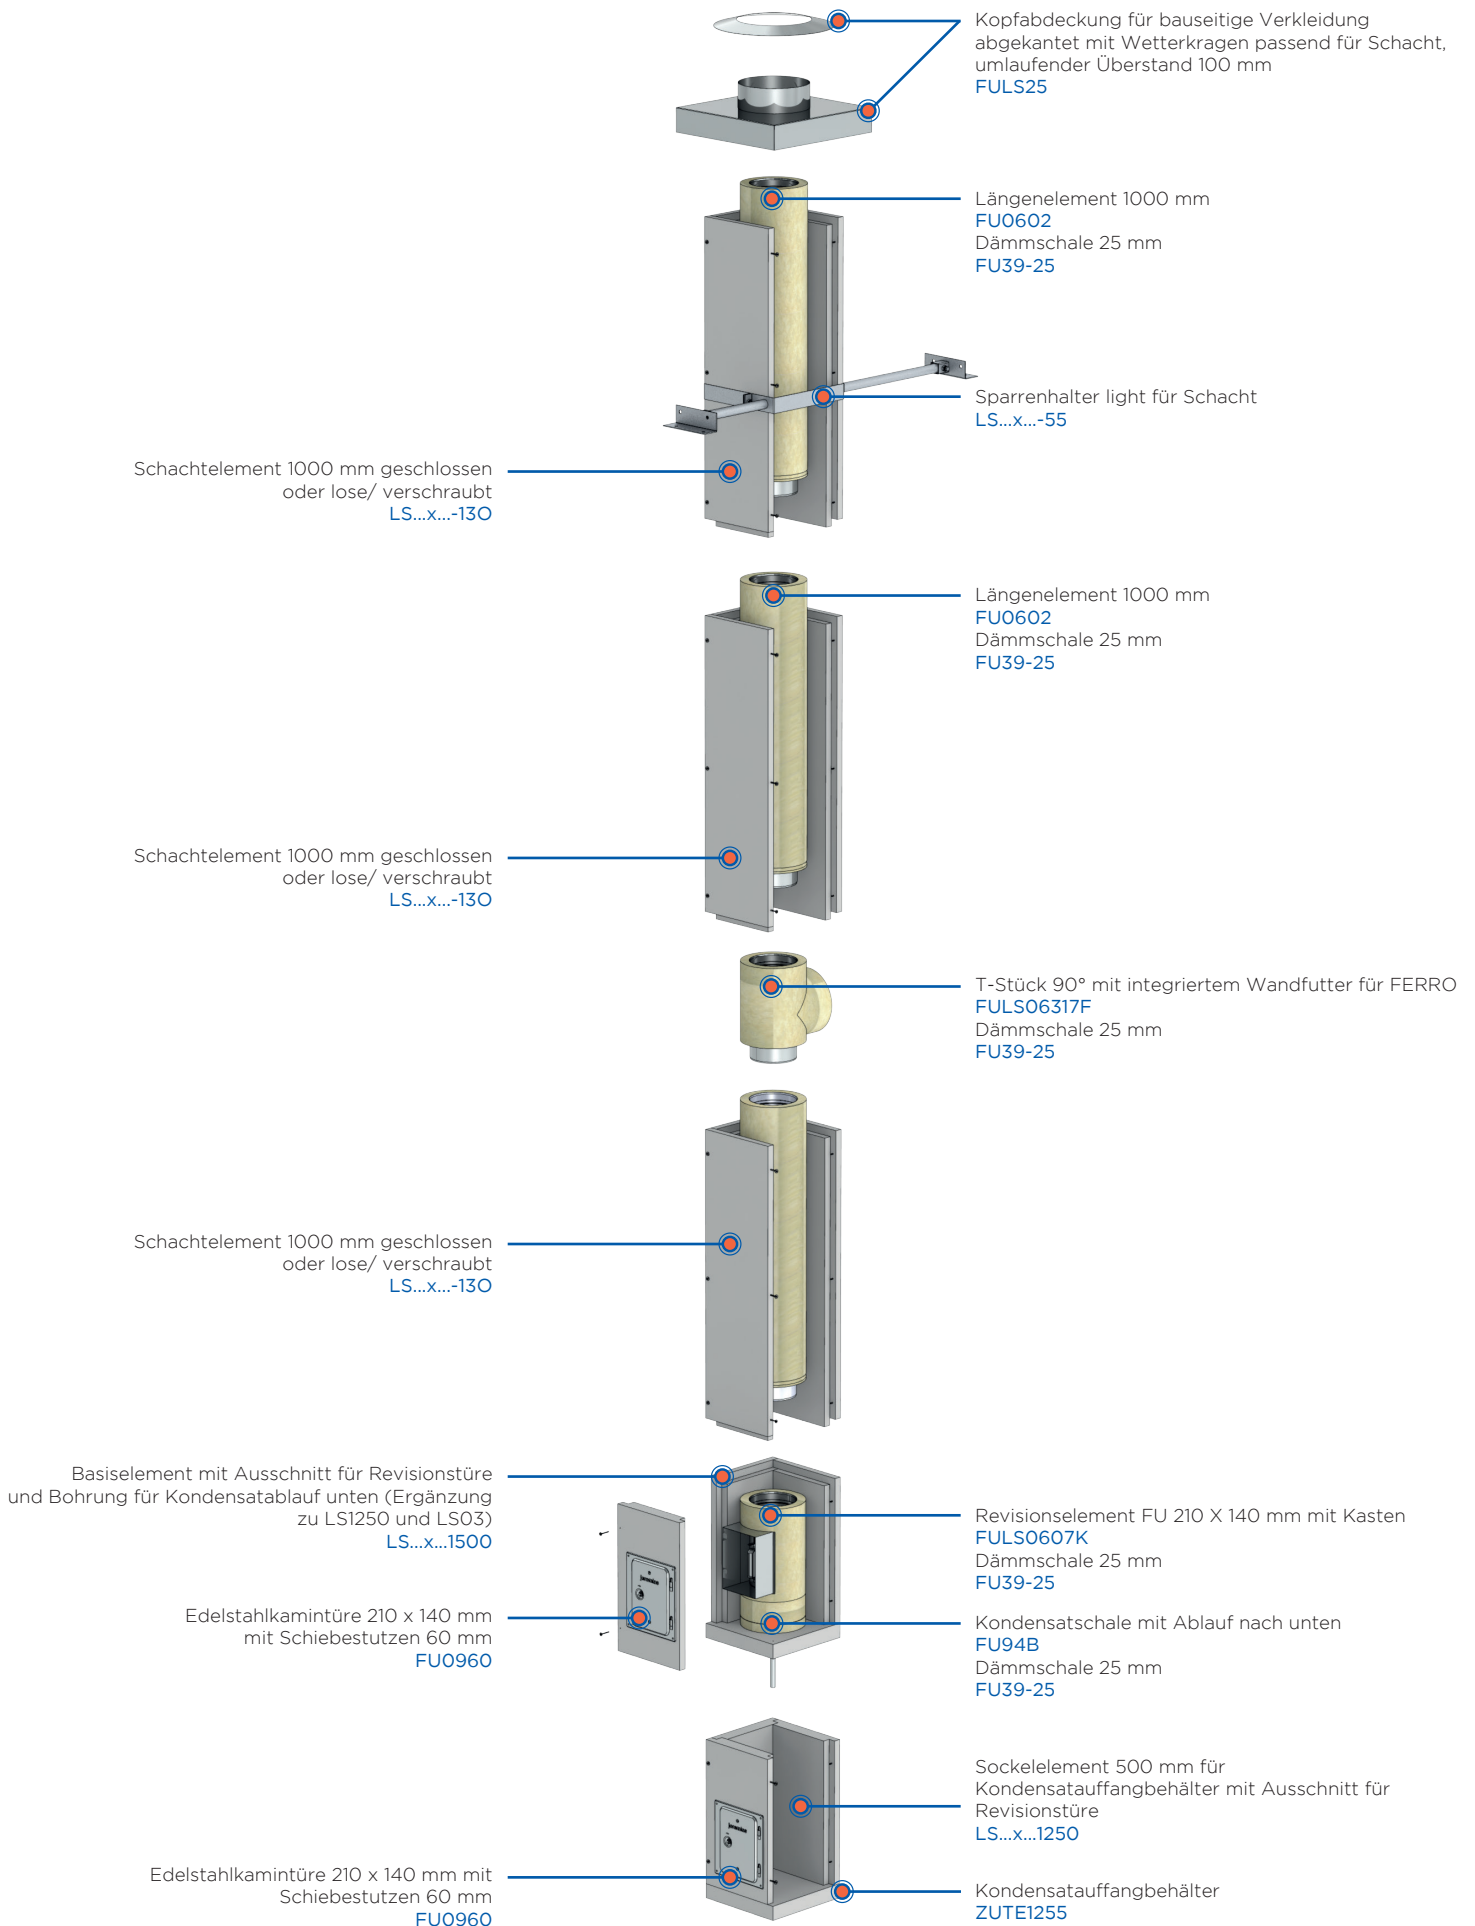 Kopfabdeckung für bauseitige Verkleidung
abgekantet mit Wetterkragen passend für Schacht,
umlaufender Überstand 100 mm
FULS25
Längenelement 1000 mm
FU0602
Dämmschale 25 mm
FU39-25
Sparrenhalter light für Schacht
LS...x...-55
Schachtelement 1000 mm geschlossen
oder lose/ verschraubt
LS...x...-13O
Längenelement 1000 mm
FU0602
Dämmschale 25 mm
FU39-25
Schachtelement 1000 mm geschlossen
oder lose/ verschraubt
LS...x...-13O
T-Stück 90° mit integriertem Wandfutter für FERRO
FULS06317F
Dämmschale 25 mm
FU39-25
Schachtelement 1000 mm geschlossen
oder lose/ verschraubt
LS...x...-13O
Basiselement mit Ausschnitt für Revisionstüre
und Bohrung für Kondensatablauf unten (Ergänzung
zu LS1250 und LS03)
LS...x...1500
Revisionselement FU 210 X 140 mm mit Kasten
FULS0607K
Dämmschale 25 mm
FU39-25
Edelstahlkamintüre 210 x 140 mm
mit Schiebestutzen 60 mm
FU0960
Kondensatschale mit Ablauf nach unten
FU94B
Dämmschale 25 mm
FU39-25
Sockelelement 500 mm für
Kondensatauffangbehälter mit Ausschnitt für
Revisionstüre
LS...x...1250
Edelstahlkamintüre 210 x 140 mm mit
Schiebestutzen 60 mm
FU0960
Kondensatauffangbehälter
ZUTE1255